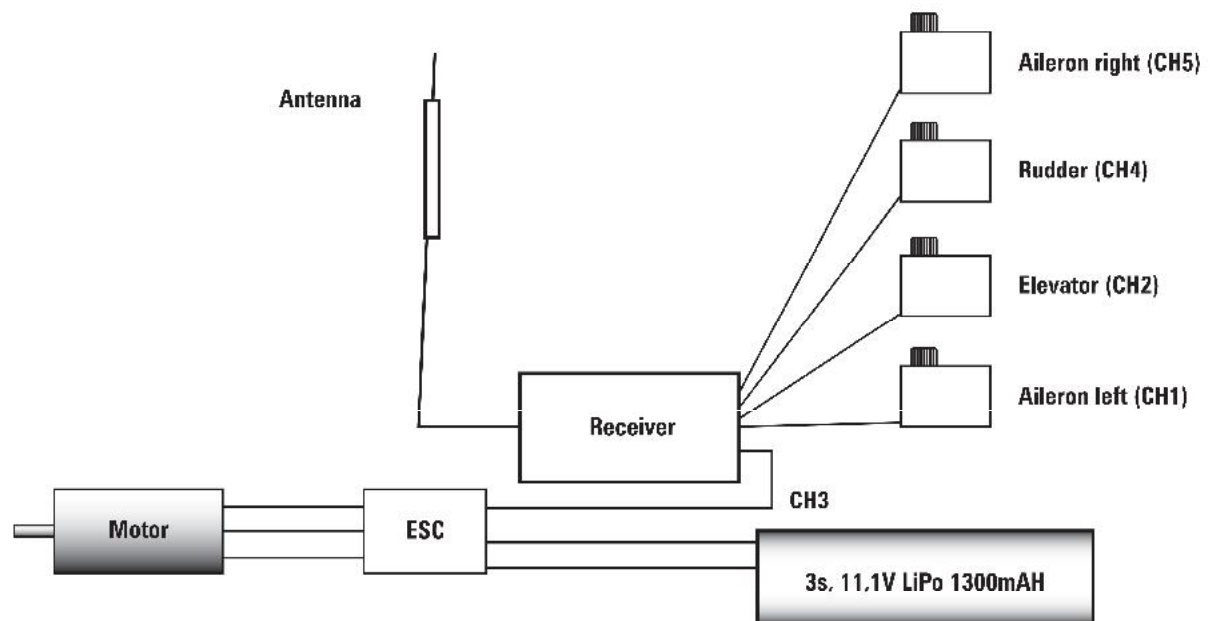 Aileron right (CH5)
Antenna
Rudder (CH4)
Elevator (CH2)
Aileron left (CH1)
Receiver
CH3
Motor
ESC
3s, 11,1V LiPo 1300mAH